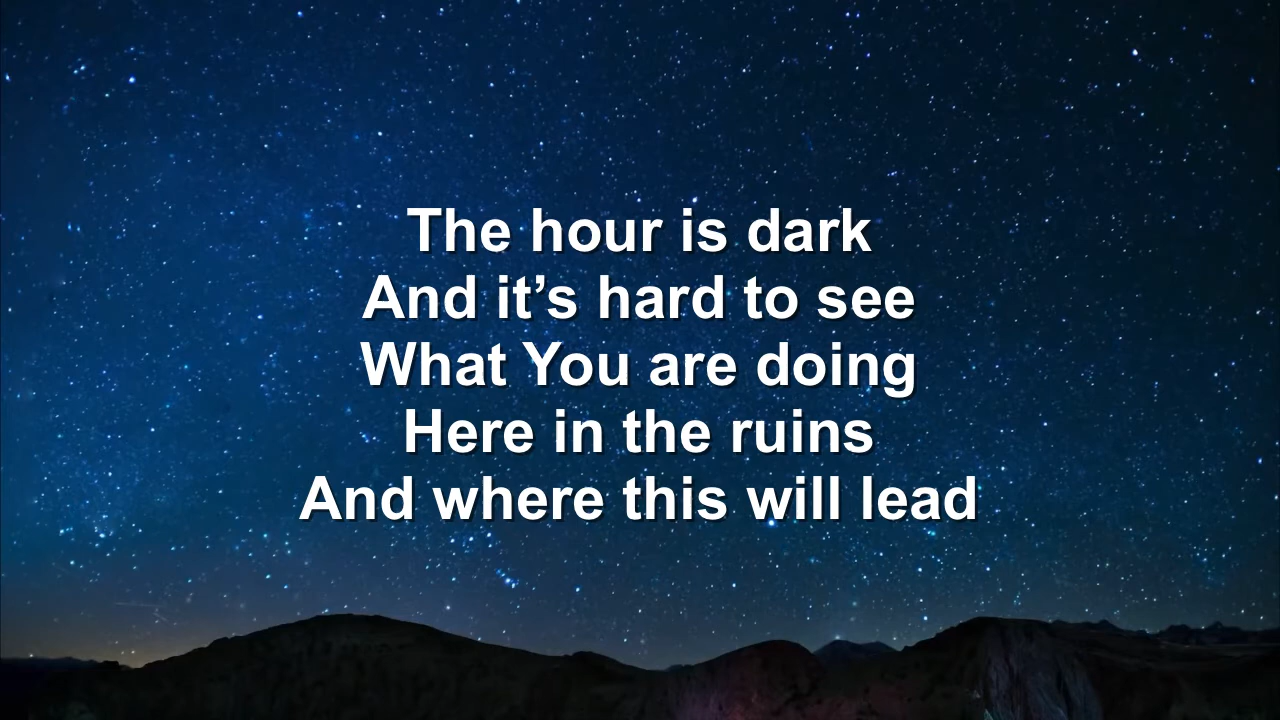 The hour is dark
And it’s hard to see
What You are doing
Here in the ruins
And where this will lead